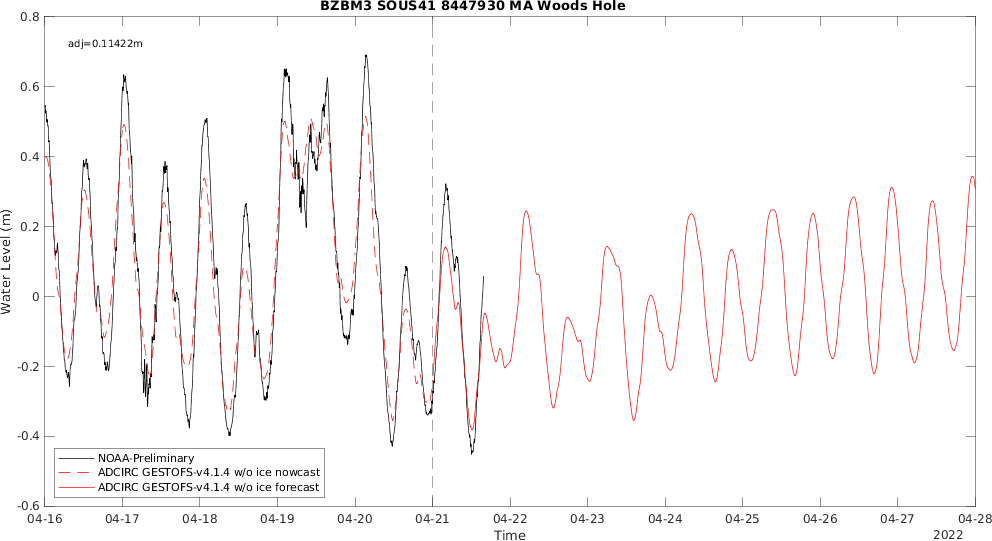 BZBM3 SOUS41 8447930 MA Woods Hole
adj=0.11422m
Water Level (m)
0.8
0.6
0.4
0.2
0
-0.2
-0.4
-0.6
NOAA-Preliminary
ADCIRC GESTOFS-v4.1.4 w/o ice nowcast
ADCIRC GESTOFS-v4.1.4 w/o ice forecast
04-16 04-17 04-18 04-19 04-20 04-21 04-22 04-23 04-24 04-25 04-26 04-27 04-28
Time
2022